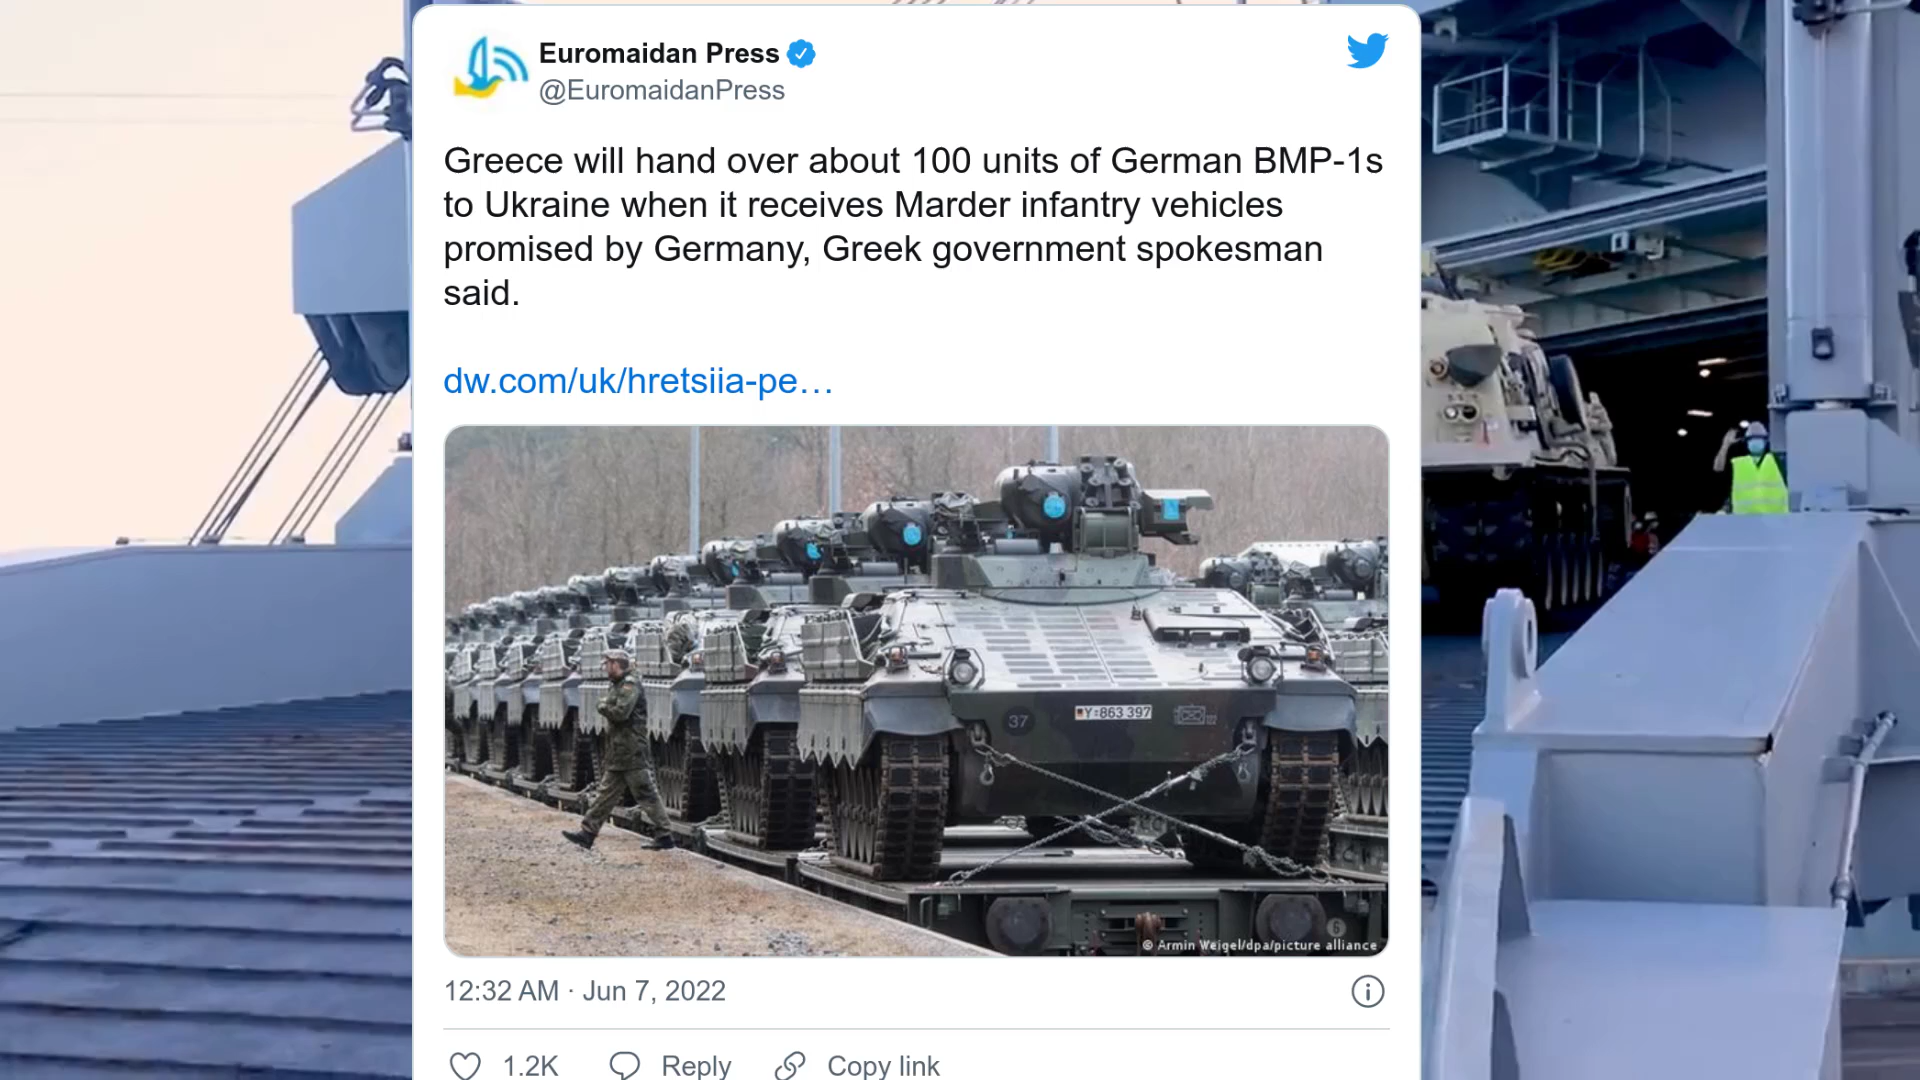 Euromaidan Press
@EuromaidanPress
Greece will hand over about 100 units of German BMP-1s
to Ukraine when it receives Marder infantry vehicles
promised by Germany, Greek government spokesman
said.
dw.com/uk/hretsiia-pe…
37
Y-863 397
6
© Armin Weigel/dpa/picture alliance
12:32 AM · Jun 7, 2022
1.2K Reply Copy link